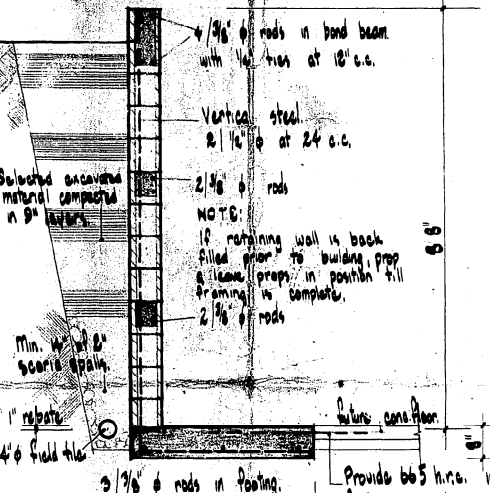 4/3/8" φ rods in bond beam
with 1/4" ties at 12" c.c.
Vertical steel.
2/1/2" φ at 24 c.c.
Selected excavated
material compacted
in 9" layers.
2/3/8" φ rods
NOTE:
If retaining wall is back
filled prior to building, prop
& leave props in position till
framing is complete.
2/3/8" φ rods
8'8"
Min. of 2"
scoria spalls.
1" rebate
4" φ field tile
future conc. floor.
8"
3/3/8" φ rods in footing.
Provide 665 h.r.c.